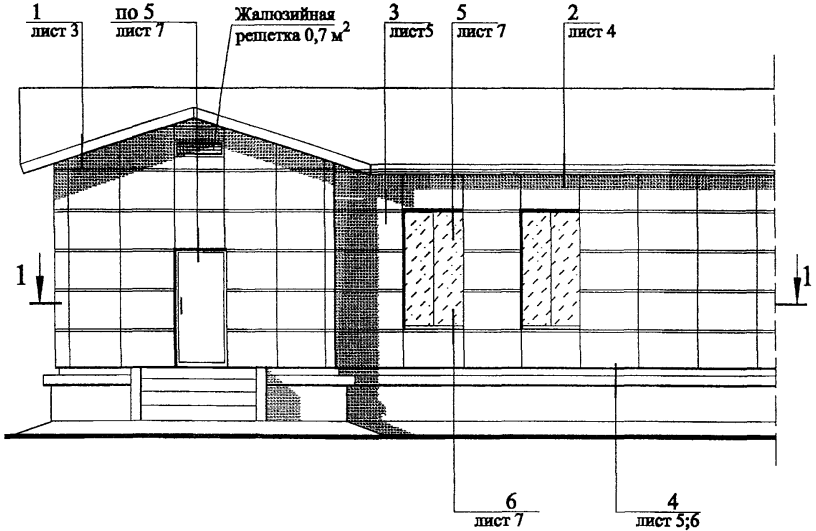 1
лист 3
по 5
лист 7
Жалюзийная
решетка 0,7 м²
3
лист5
5
лист 7
2
лист 4
1
1
6
лист 7
4
лист 5;6